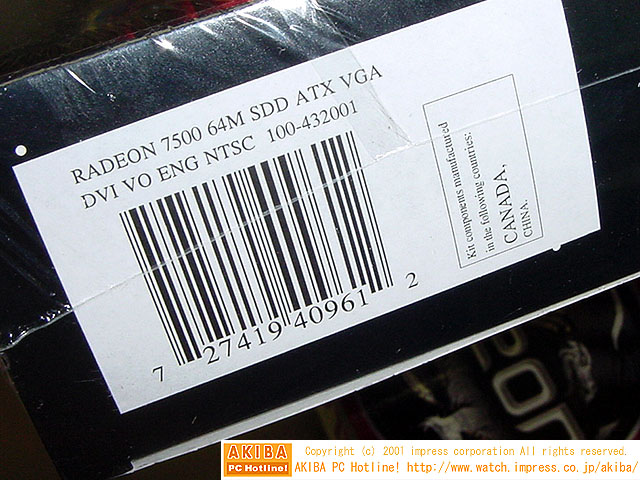 RADEON 7500 64M SDD ATX VGA
DVI VO ENG NTSC 100-432001
7 27419 40961 2
Kit components manufactured
in the following countries:
CANADA,
CHINA.
AKIBA
PC Hotline!
Copyright (c) 2001 impress corporation All rights reserved.
AKIBA PC Hotline! http://www.watch.impress.co.jp/akiba/